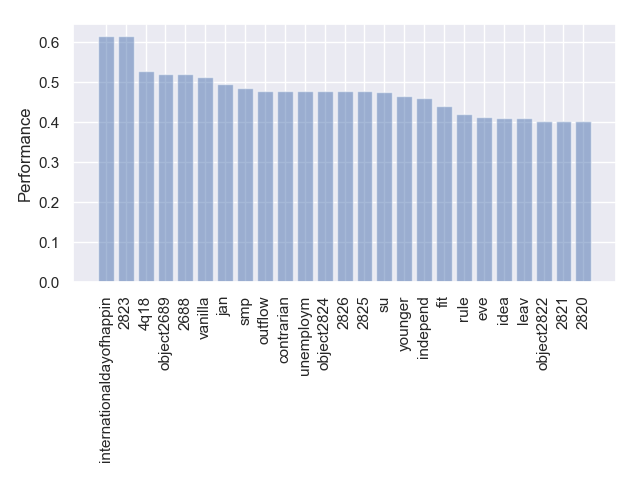 0.6
0.5
0.4
0.3
0.2
0.1
0.0
Performance
internationaldayofhappin
2823
4q18
object2689
2688
vanilla
jan
smp
outflow
contrarian
unemploym
object2824
2826
2825
su
younger
independ
fit
rule
eve
idea
leav
object2822
2821
2820